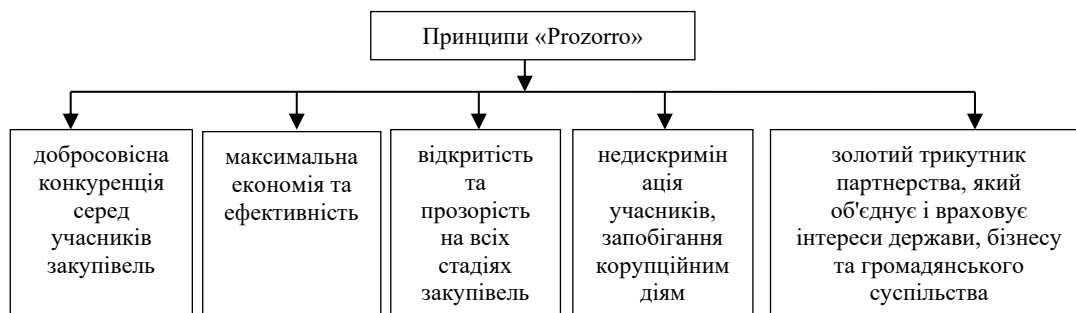 Принципи «Prozorro»
добросовісна
конкуренція
серед
учасників
закупівель
максимальна
економія та
ефективність
відкритість
та
прозорість
на всіх
стадіях
закупівель
недискримін
ація
учасників,
запобігання
корупційним
діям
золотий трикутник
партнерства, який
об'єднує і враховує
інтереси держави, бізнесу
та громадянського
суспільства